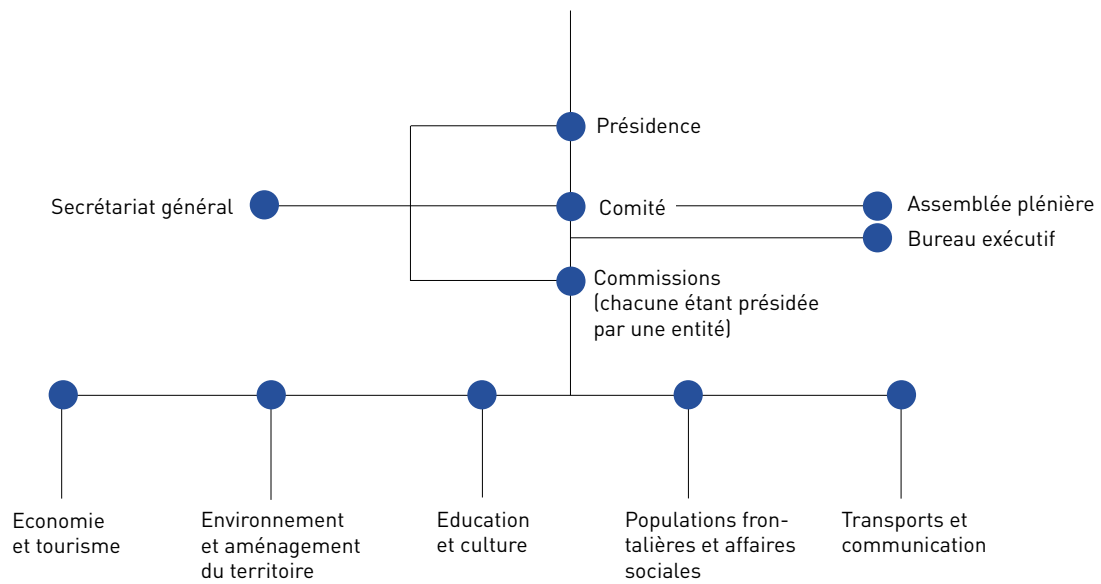 Présidence
Secrétariat général
Comité
Assemblée plénière
Bureau exécutif
Commissions
(chacune étant présidée
par une entité)
Economie
et tourisme
Environnement
et aménagement
du territoire
Education
et culture
Populations fron-
talières et affaires
sociales
Transports et
communication